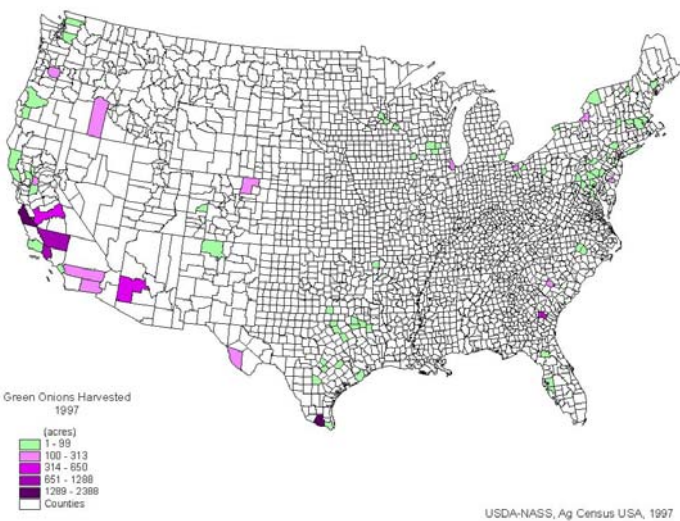 Green Onions Harvested
1997
(acres)
1 - 99
100 - 313
314 - 650
651 - 1288
1289 - 2388
Counties
USDA-NASS, Ag Census USA, 1997